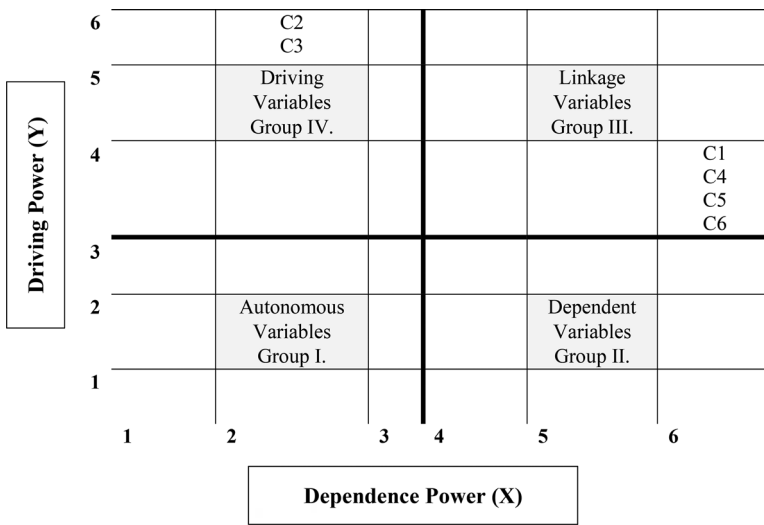 6
C2
C3
5
Driving
Variables
Group IV.
Linkage
Variables
Group III.
4
C1
C4
C5
C6
3
2
Autonomous
Variables
Group I.
Dependent
Variables
Group II.
1
1 2 3 4 5 6
Driving Power (Y)
Dependence Power (X)